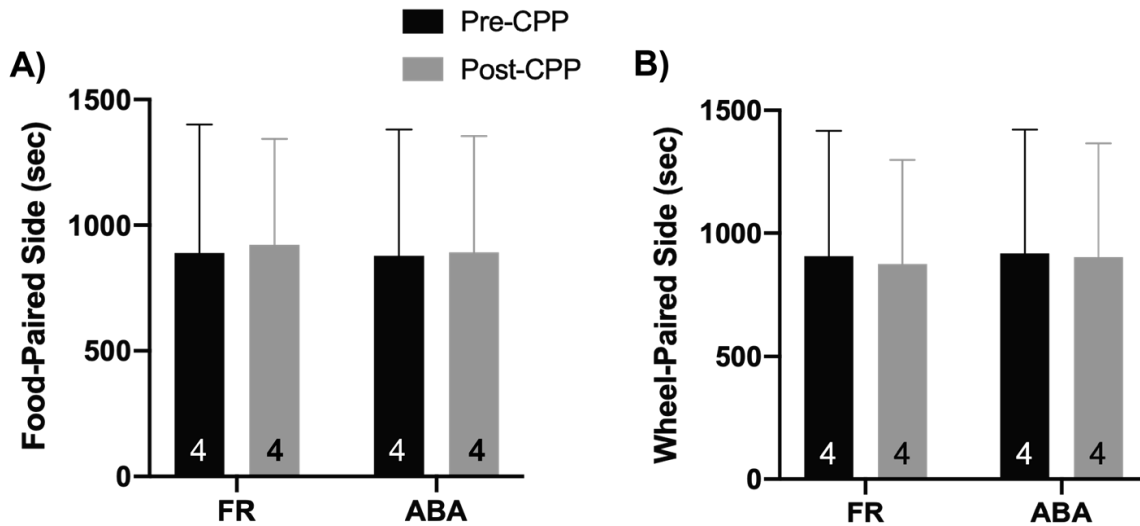 Pre-CPP
Post-CPP
A)
Food-Paired Side (sec)
1500
1000
500
0
4
4
4
4
FR
ABA
B)
Wheel-Paired Side (sec)
1500
1000
500
0
4
4
4
4
FR
ABA